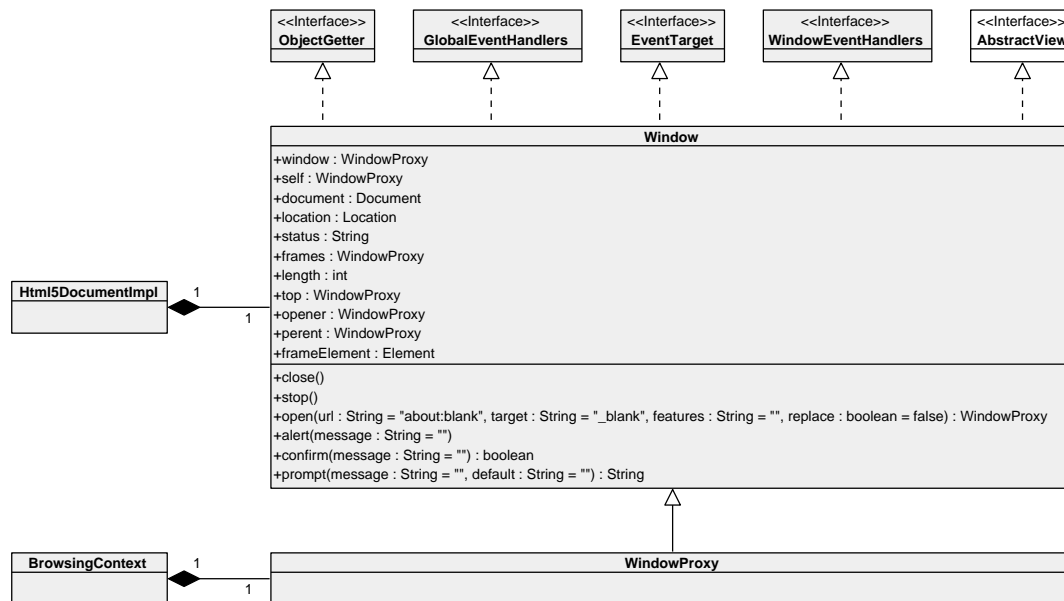 <<Interface>>
ObjectGetter
<<Interface>>
GlobalEventHandlers
<<Interface>>
EventTarget
<<Interface>>
WindowEventHandlers
<<Interface>>
AbstractView
Window
+window : WindowProxy
+self : WindowProxy
+document : Document
+location : Location
+status : String
+frames : WindowProxy
+length : int
+top : WindowProxy
+opener : WindowProxy
+perent : WindowProxy
+frameElement : Element
Html5DocumentImpl
1
1
+close()
+stop()
+open(url : String = "about:blank", target : String = "_blank", features : String = "", replace : boolean = false) : WindowProxy
+alert(message : String = "")
+confirm(message : String = "") : boolean
+prompt(message : String = "", default : String = "") : String
BrowsingContext
1
1
WindowProxy